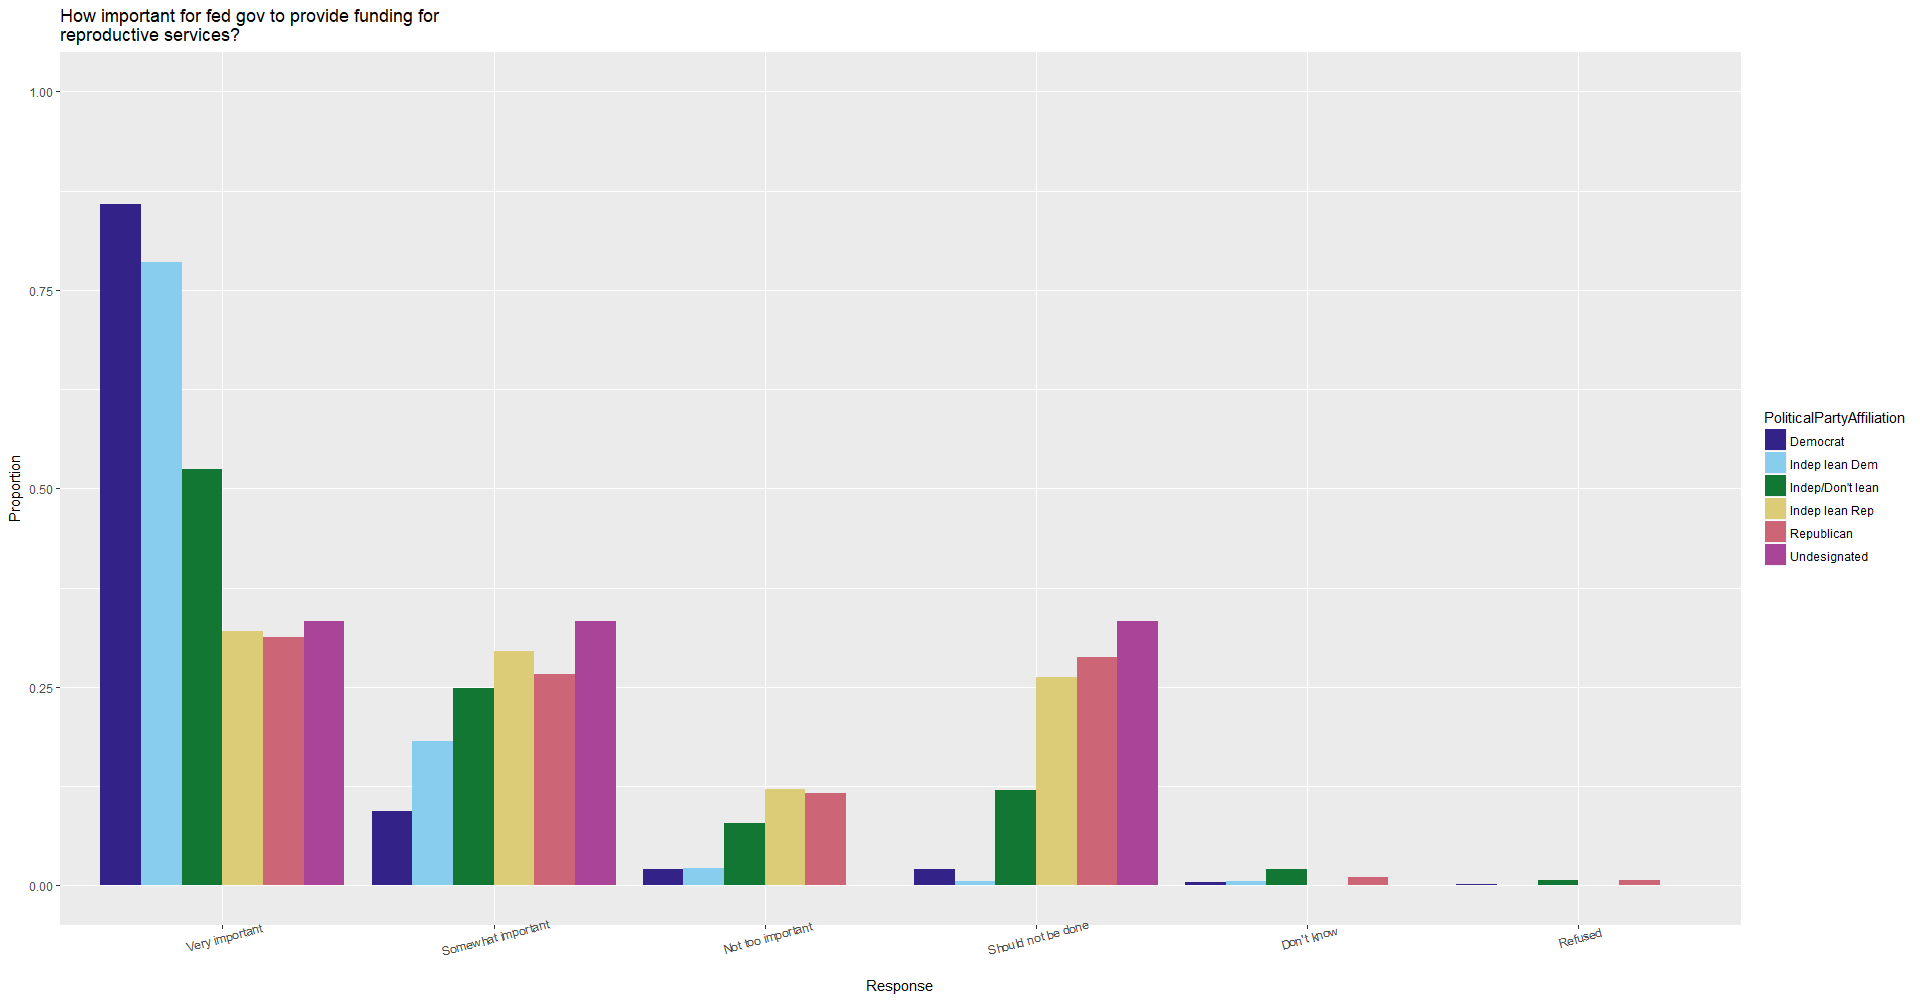 How important for fed gov to provide funding for
reproductive services?
1.00
0.75
0.50
0.25
0.00
Proportion
Very important
Somewhat important
Not too important
Should not be done
Don't know
Refused
Response
PoliticalPartyAffiliation
Democrat
Indep lean Dem
Indep/Don't lean
Indep lean Rep
Republican
Undesignated